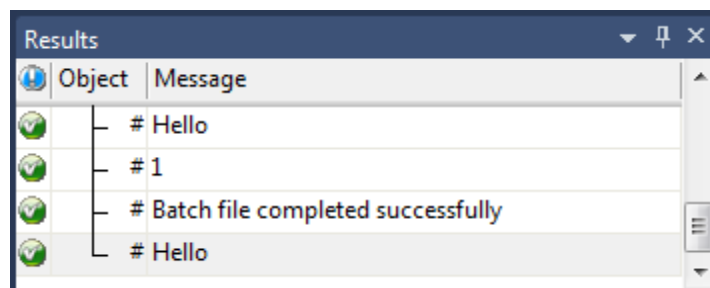 Results
Object Message
# Hello
# 1
# Batch file completed successfully
# Hello